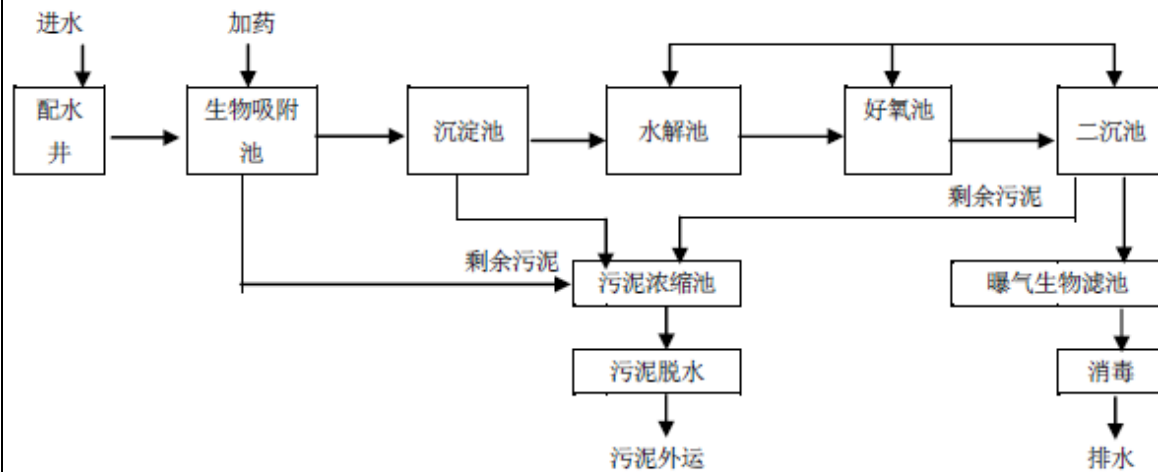 进水
加药
配水
井
生物吸附
池
沉淀池
水解池
好氧池
二沉池
剩余污泥
剩余污泥
污泥浓缩池
曝气生物滤池
污泥脱水
消毒
污泥外运
排水